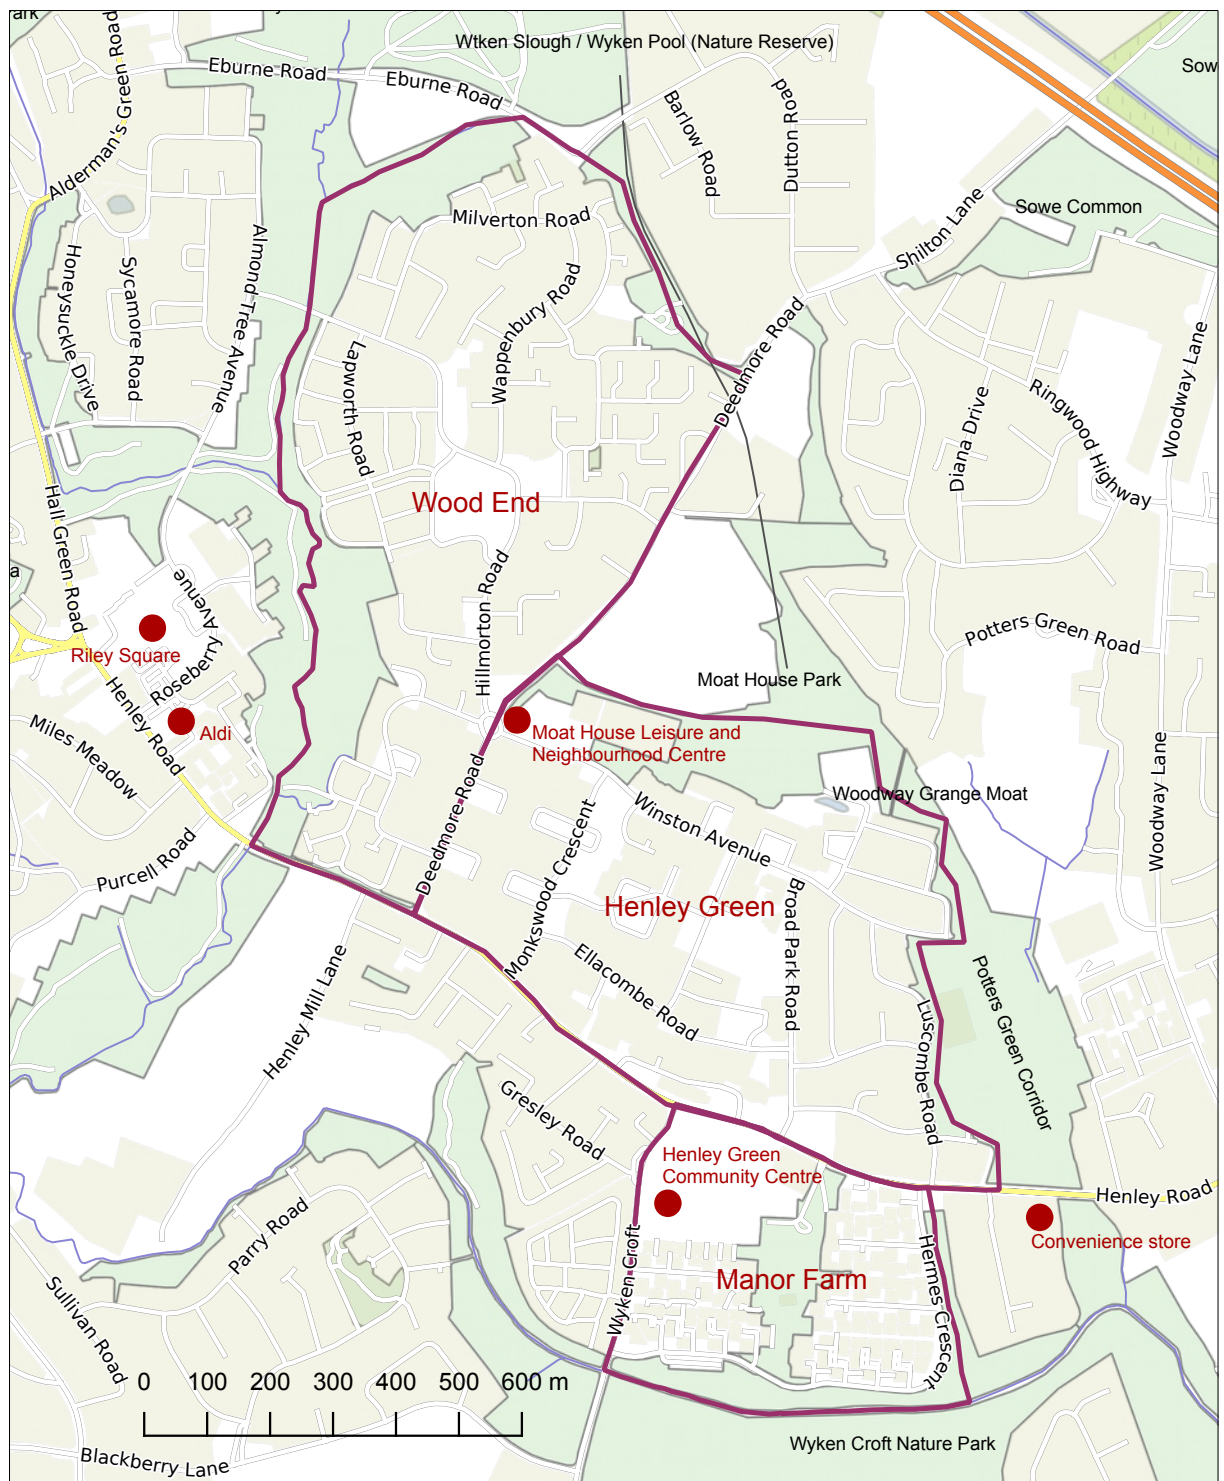 ark
Wtken Slough / Wyken Pool (Nature Reserve)
Sow
Eburne Road
Eburne Road
Alderman's Green Road
Barlow Road
Dutton Road
Sowe Common
Shilton Lane
Milverton Road
Almond Tree Avenue
Honeysuckle Drive
Sycamore Road
Wappenbury Road
Lapworth Road
Deedmore Road
Deedmore Road
Woodway Lane
Ringwood Highway
Diana Drive
Wood End
Hall Green Road
a
Roseberry
Avenue
Riley Square
Hillmorton Road
Potters Green Road
Moat House Park
Henley Road
Aldi
Miles Meadow
Moat House Leisure and
Neighbourhood Centre
Woodway Grange Moat
Woodway Lane
Deedmore Road
Monkswood Crescent
Winston Avenue
Purcell Road
Henley Green
Broad Park Road
Ellacombe Road
Henley Mill Lane
Luscombe Road
Potters Green Corridor
Gresley Road
Henley Green
Community Centre
Henley Road
Convenience store
Parry Road
Wyken Croft
Manor Farm
Hermes Crescent
Sullivan Road
0 100 200 300 400 500 600 m
Blackberry Lane
Wyken Croft Nature Park